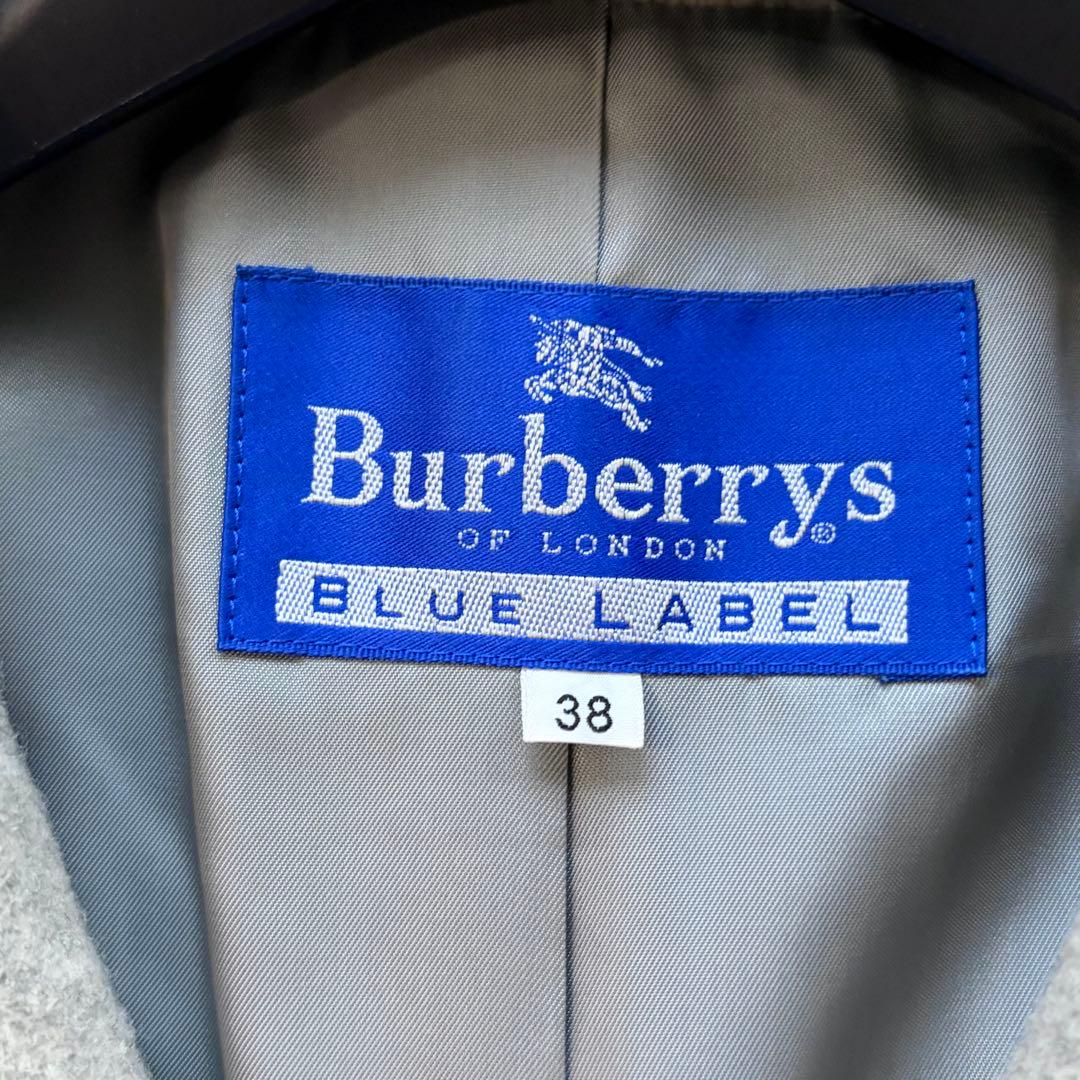 Burberrys®
OF LONDON
BLUE LABEL
38